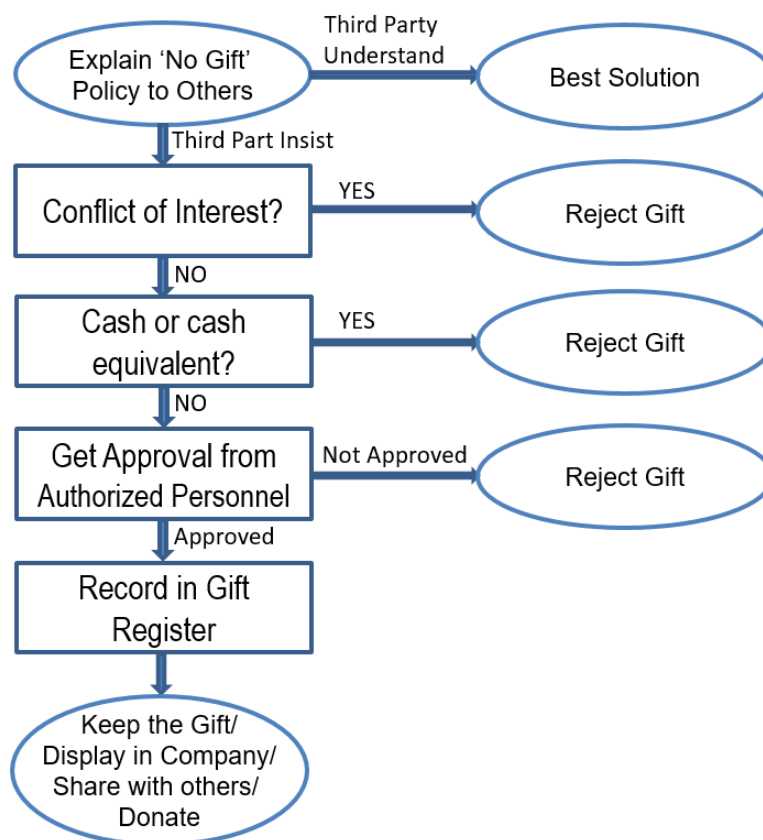 Explain ‘No Gift’
Policy to Others
Third Party
Understand
Best Solution
Third Part Insist
Conflict of Interest?
YES
Reject Gift
NO
Cash or cash
equivalent?
YES
Reject Gift
NO
Get Approval from
Authorized Personnel
Not Approved
Reject Gift
Approved
Record in Gift
Register
Keep the Gift/
Display in Company/
Share with others/
Donate